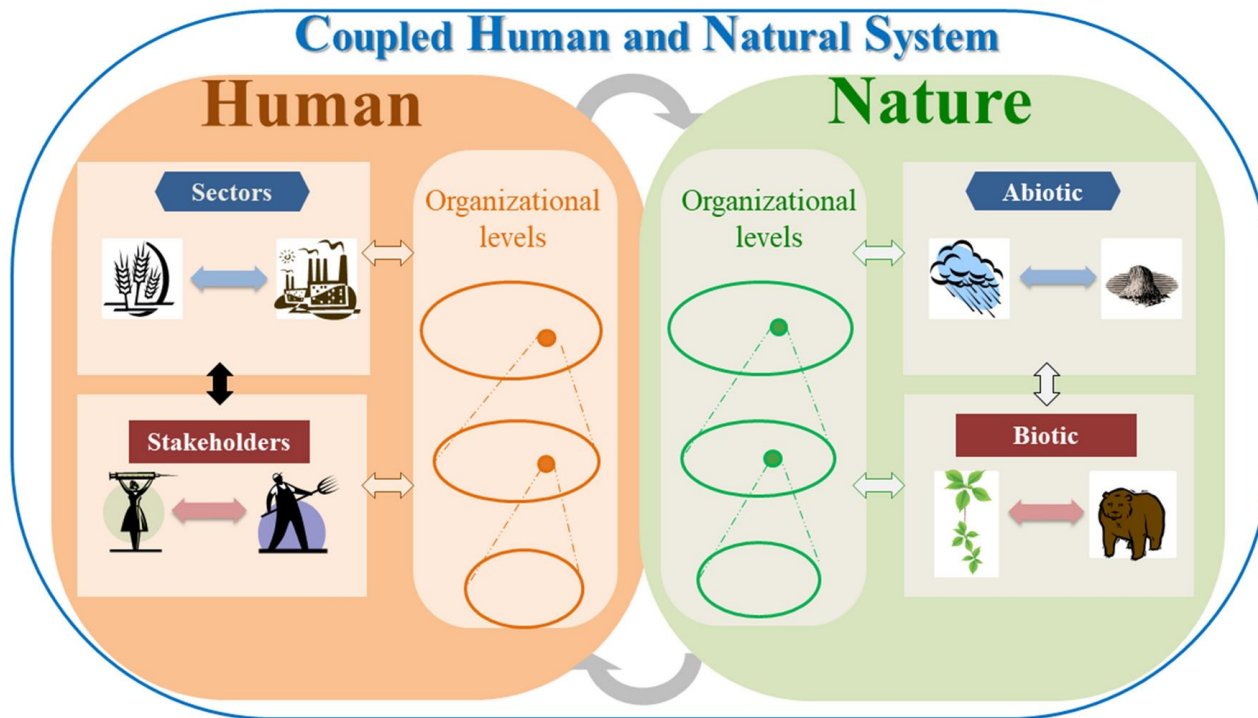 Coupled Human and Natural System
Human
Nature
Sectors
Organizational
levels
Organizational
levels
Abiotic
Stakeholders
Biotic